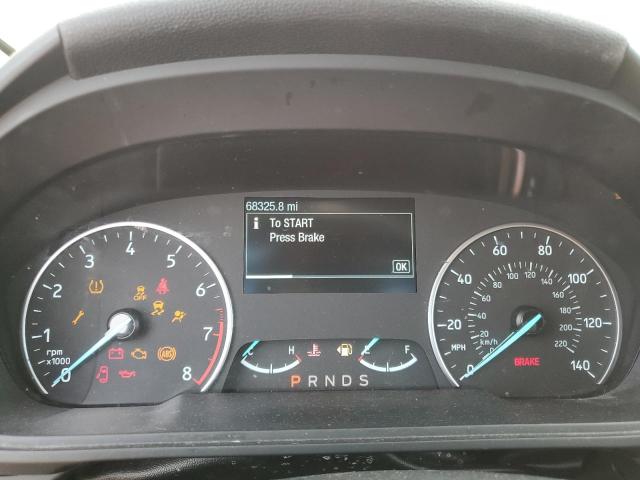 68325.8 mi
i To START
Press Brake
OK
0 1 2 3 4 5 6 7 8
rpm
x1000
OFF
ABS
H
E F
P R N D S
0 20 40 60 80 100 120 140
MPH
20 40 60 80 100 120 140 160 180 200 220
km/h
BRAKE